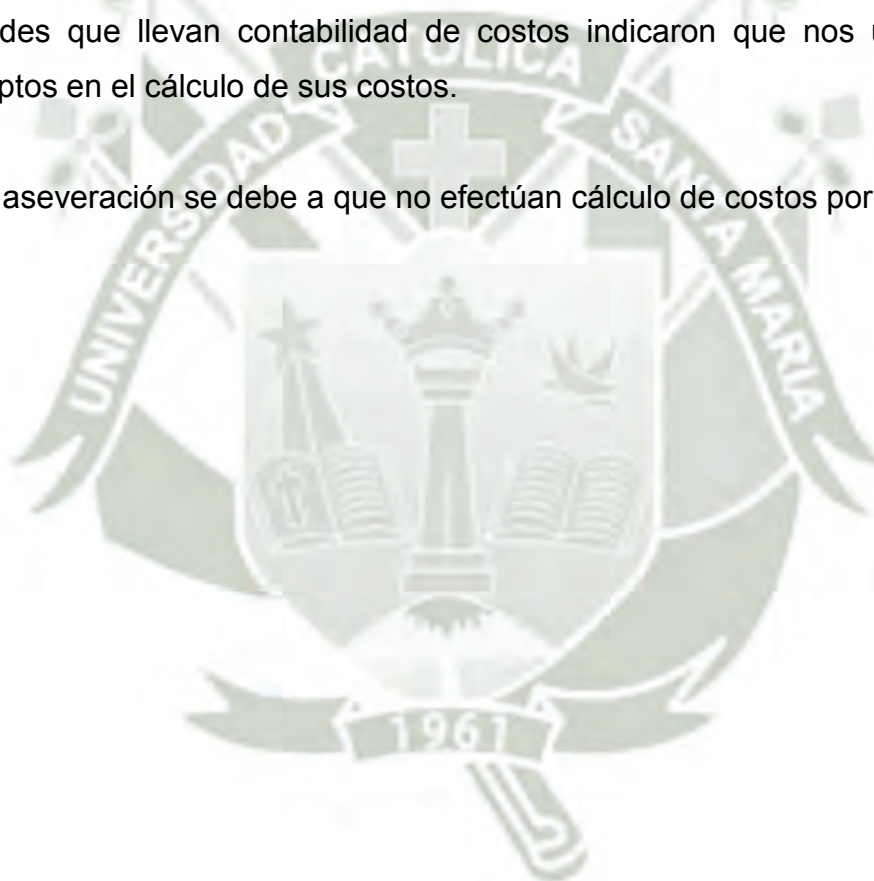 des que llevan contabilidad de costos indicaron que nos u
ptos en el cálculo de sus costos.
aseveración se debe a que no efectúan cálculo de costos por
UNIVERSIDAD CATOLICA SANTA MARIA
1961